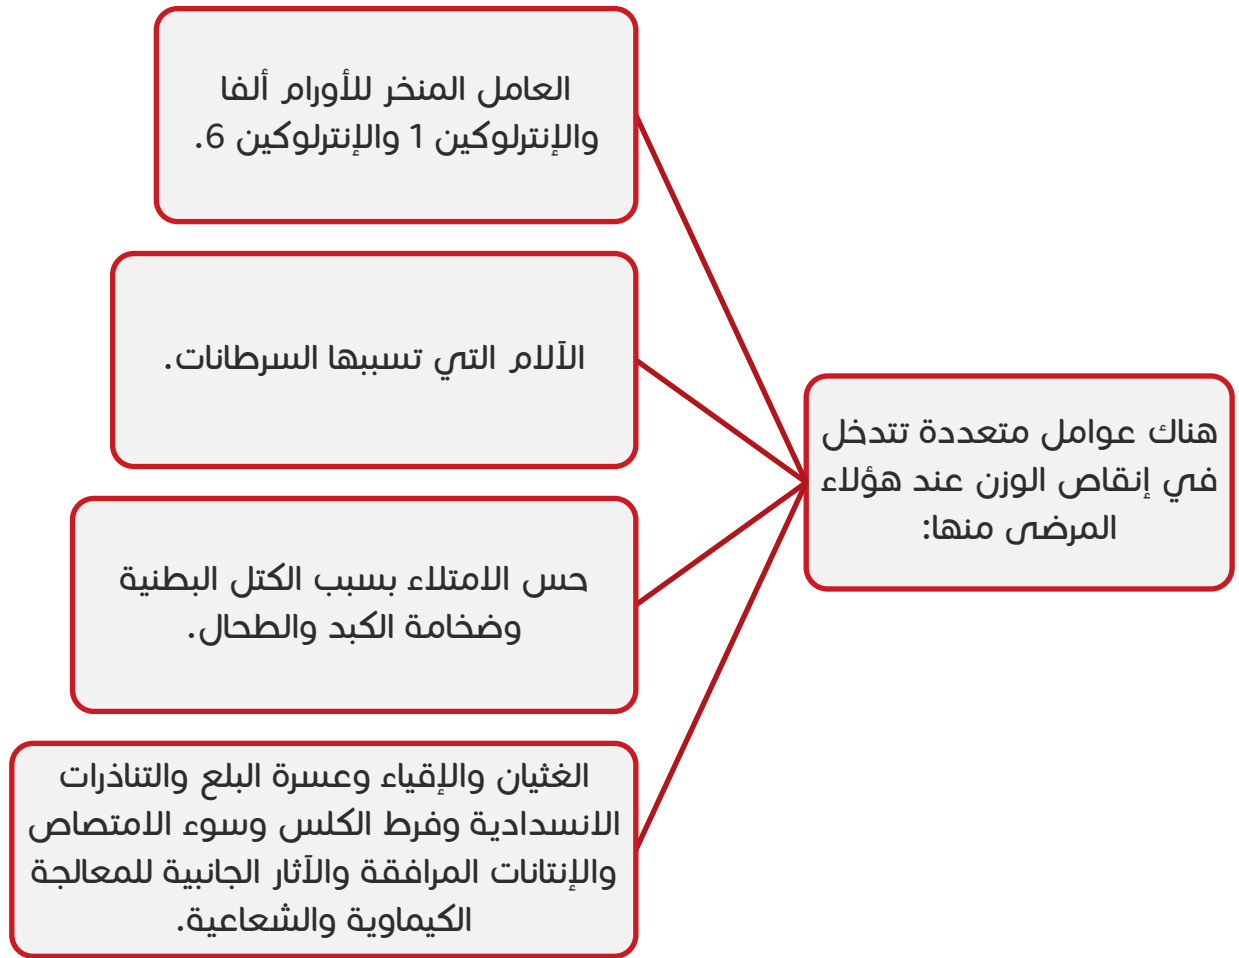 هناك عوامل متعددة تتدخل
في إنقاص الوزن عند هؤلاء
المرضى منها:
العامل المنخر للأورام ألفا
والإنترلوكين 1 والإنترلوكين 6.
الآلام التي تسببها السرطانات.
حس الامتلاء بسبب الكتل البطنية
وضخامة الكبد والطحال.
الغثيان والإقياء وعسرة البلع والتناذرات
الانسدادية وفرط الكلس وسوء الامتصاص
والإنتانات المرافقة والآثار الجانبية للمعالجة
الكيماوية والشعاعية.